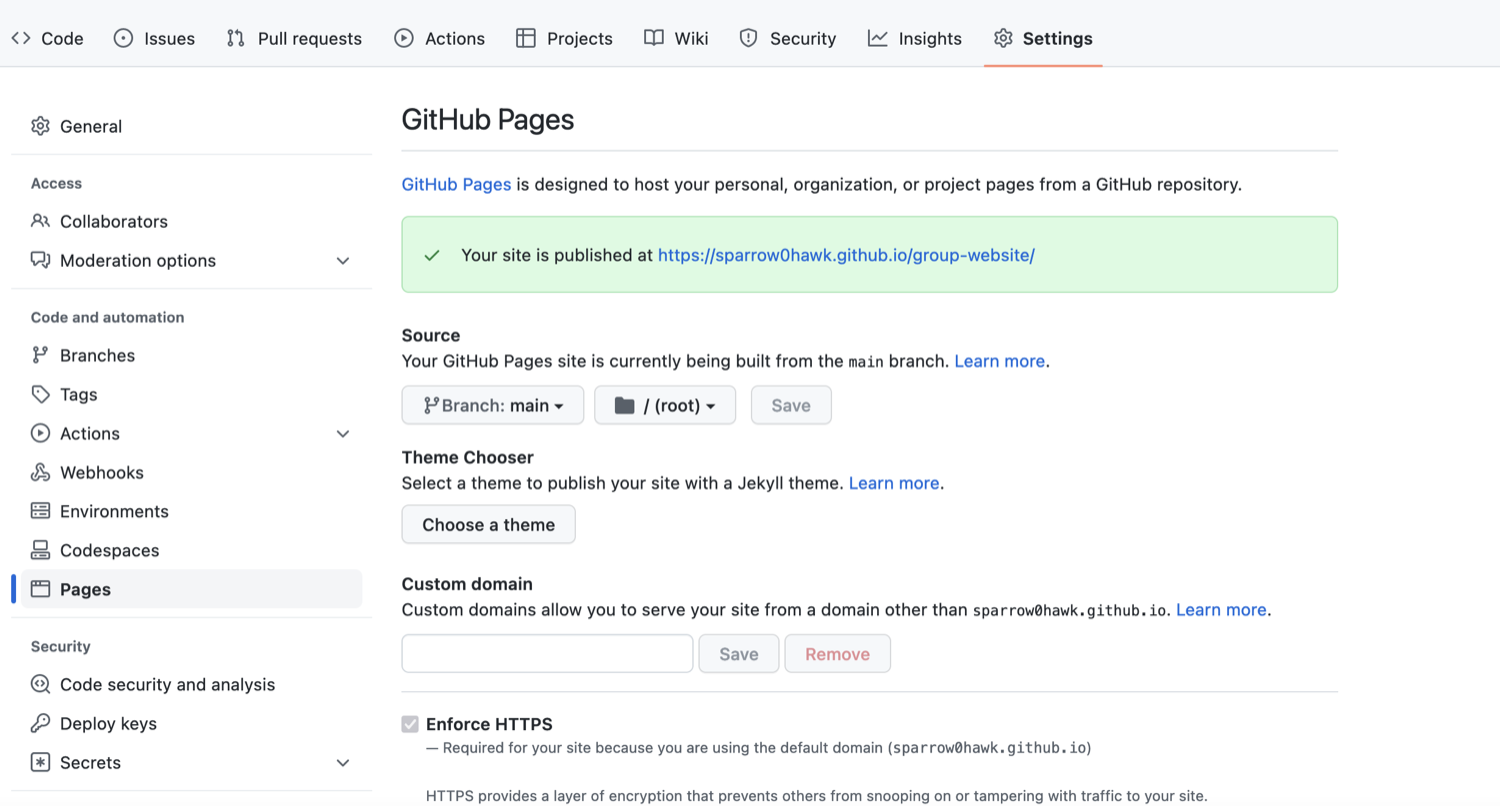 Code Issues Pull requests Actions Projects Wiki Security Insights Settings
General
Access
Collaborators
Moderation options
Code and automation
Branches
Tags
Actions
Webhooks
Environments
Codespaces
Pages
Security
Code security and analysis
Deploy keys
Secrets
GitHub Pages
GitHub Pages is designed to host your personal, organization, or project pages from a GitHub repository.
Your site is published at https://sparrow0hawk.github.io/group-website/
Source
Your GitHub Pages site is currently being built from the main branch. Learn more.
Branch: main / (root) Save
Theme Chooser
Select a theme to publish your site with a Jekyll theme. Learn more.
Choose a theme
Custom domain
Custom domains allow you to serve your site from a domain other than sparrow0hawk.github.io. Learn more.
Save Remove
Enforce HTTPS
— Required for your site because you are using the default domain (sparrow0hawk.github.io)
HTTPS provides a layer of encryption that prevents others from snooping on or tampering with traffic to your site.